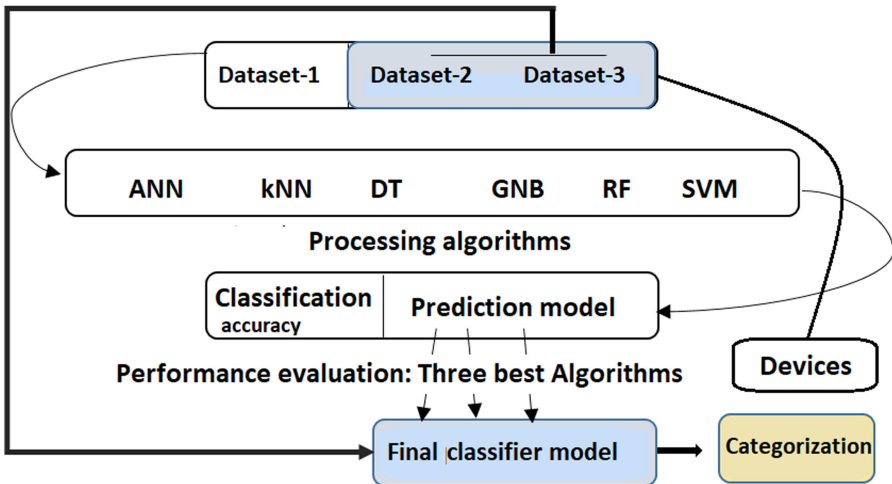 Dataset-1 Dataset-2 Dataset-3
ANN kNN DT GNB RF SVM
Processing algorithms
Classification
accuracy
Prediction model
Performance evaluation: Three best Algorithms
Devices
Final classifier model
Categorization